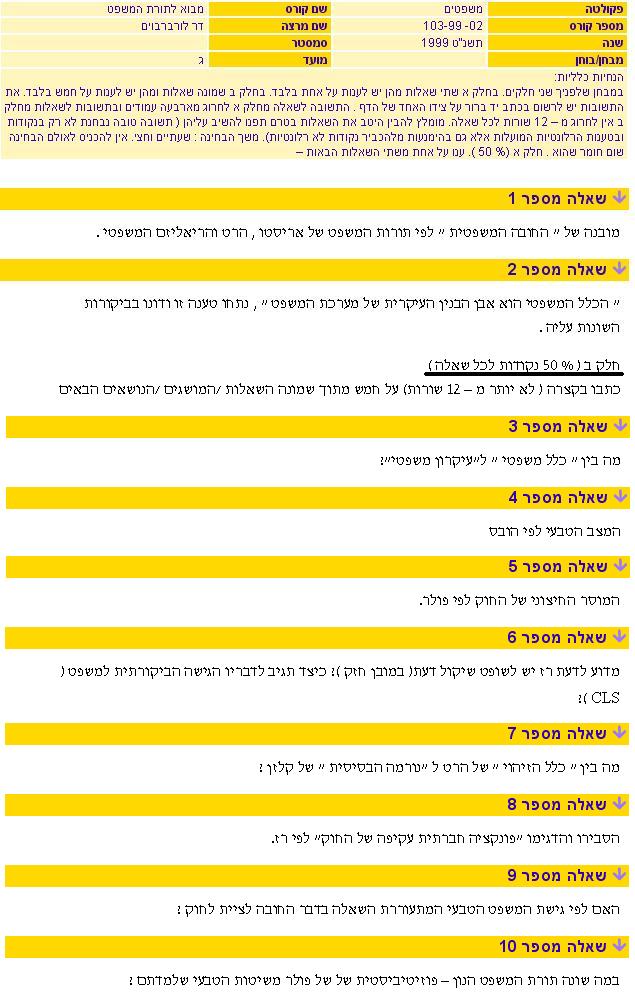 פקולטה משפטים שם קורס מבוא לתורת המשפט
מספר קורס 103-99 -02 שם מרצה דר לורברבוים
שנה תשנ"ט 1999 סמסטר
מבחן/בוחן מועד ג
הנחיות כלליות:
במבחן שלפניך שני חלקים. בחלק א שתי שאלות מהן יש לענות על אחת בלבד. בחלק ב שמונה שאלות ומהן יש לענות על חמש בלבד. את
התשובות יש לרשום בכתב יד ברור על צידו האחד של הדף . התשובה לשאלה מחלק א לחרוג מארבעה עמודים ובתשובות לשאלות מחלק
ב אין לחרוג מ – 12 שורות לכל שאלה. מומלץ להבין היטב את השאלות בטרם תפנו להשיב עליהן ( תשובה טובה נבחנת לא רק בנקודות
ובטענות הרלוונטיות המועלות אלא גם בהימנעות מלהכביר נקודות לא רלוונטיות). משך הבחינה : שעתיים וחצי. אין להכניס לאולם הבחינה
שום חומר שהוא . חלק א (% 50 ). ענו על אחת משתי השאלות הבאות –
שאלה מספר 1
מובנה של " החובה המשפטית " לפי תורות המשפט של אריסטו , הרט והריאליזם המשפטי .
שאלה מספר 2
" הכלל המשפטי הוא אבן הבנין העיקרית של מערכת המשפט " , נתחו טענה זו ודונו בביקורות
השונות עליה .
חלק ב ( % 50 נקודות לכל שאלה )
כתבו בקצרה ( לא יותר מ – 12 שורות) על חמש מתוך שמונה השאלות /המושגים /הנושאים הבאים
שאלה מספר 3
מה בין " כלל משפטי " ל"עיקרון משפטי"?
שאלה מספר 4
המצב הטבעי לפי הובס
שאלה מספר 5
המוסר החיצוני של החוק לפי פולר.
שאלה מספר 6
מדוע לדעת רז יש לשופט שיקול דעת( במובן חזק )? כיצד תגיב לדבריו הגישה הביקורתית למשפט (
CLS )?
שאלה מספר 7
מה בין " כלל הזיהוי " של הרט ל "נורמה הבסיסית " של קלזן ?
שאלה מספר 8
הסבירו והדגימו "פונקציה חברתית עקיפה של החוק" לפי רז.
שאלה מספר 9
האם לפי גישת המשפט הטבעי המתעוררת השאלה בדבר החובה לציית לחוק ?
שאלה מספר 10
במה שונה תורת המשפט הנון – פוזיטיביסטית של של פולר משיטות הטבעי שלמדתם ?